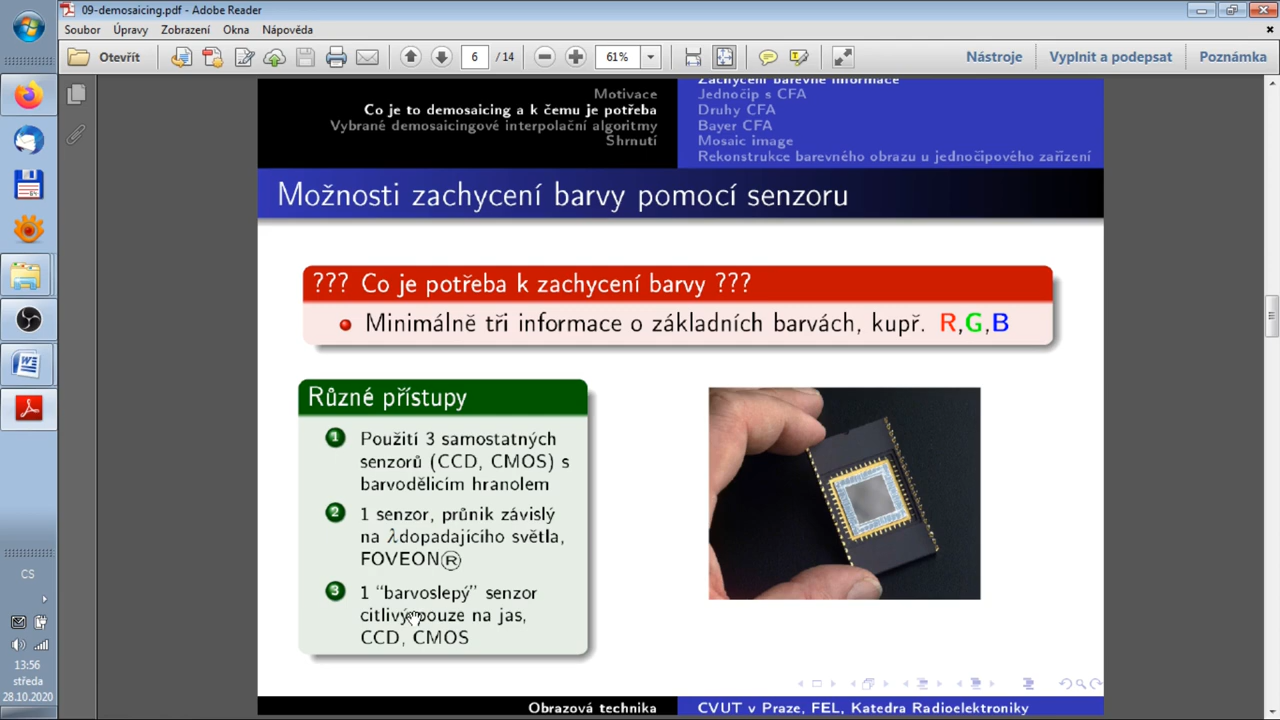 09-demosaicing.pdf - Adobe Reader
Soubor Úpravy Zobrazení Okna Nápověda
Otevřít
6 / 14
61%
Nástroje
Vyplnit a podepsat
Poznámka
Motivace
Co je to demosaicing a k čemu je potřeba
Vybrané demosaicingové interpolační algoritmy
Shrnutí
Zachycení barevné informace
Jednočip s CFA
Druhy CFA
Bayer CFA
Mosaic image
Rekonstrukce barevného obrazu u jednočipového zařízení
Možnosti zachycení barvy pomocí senzoru
??? Co je potřeba k zachycení barvy ???
Minimálně tři informace o základních barvách, kupř. R,G,B
Různé přístupy
1 Použití 3 samostatných
senzorů (CCD, CMOS) s
barvodělicím hranolem
2 1 senzor, průnik závislý
na λdopadajícího světla,
FOVEON®
3 1 “barvoslepý” senzor
citlivý pouze na jas,
CCD, CMOS
Obrazová technika
CVUT v Praze, FEL, Katedra Radioelektroniky
CS
13:56
středa
28.10.2020